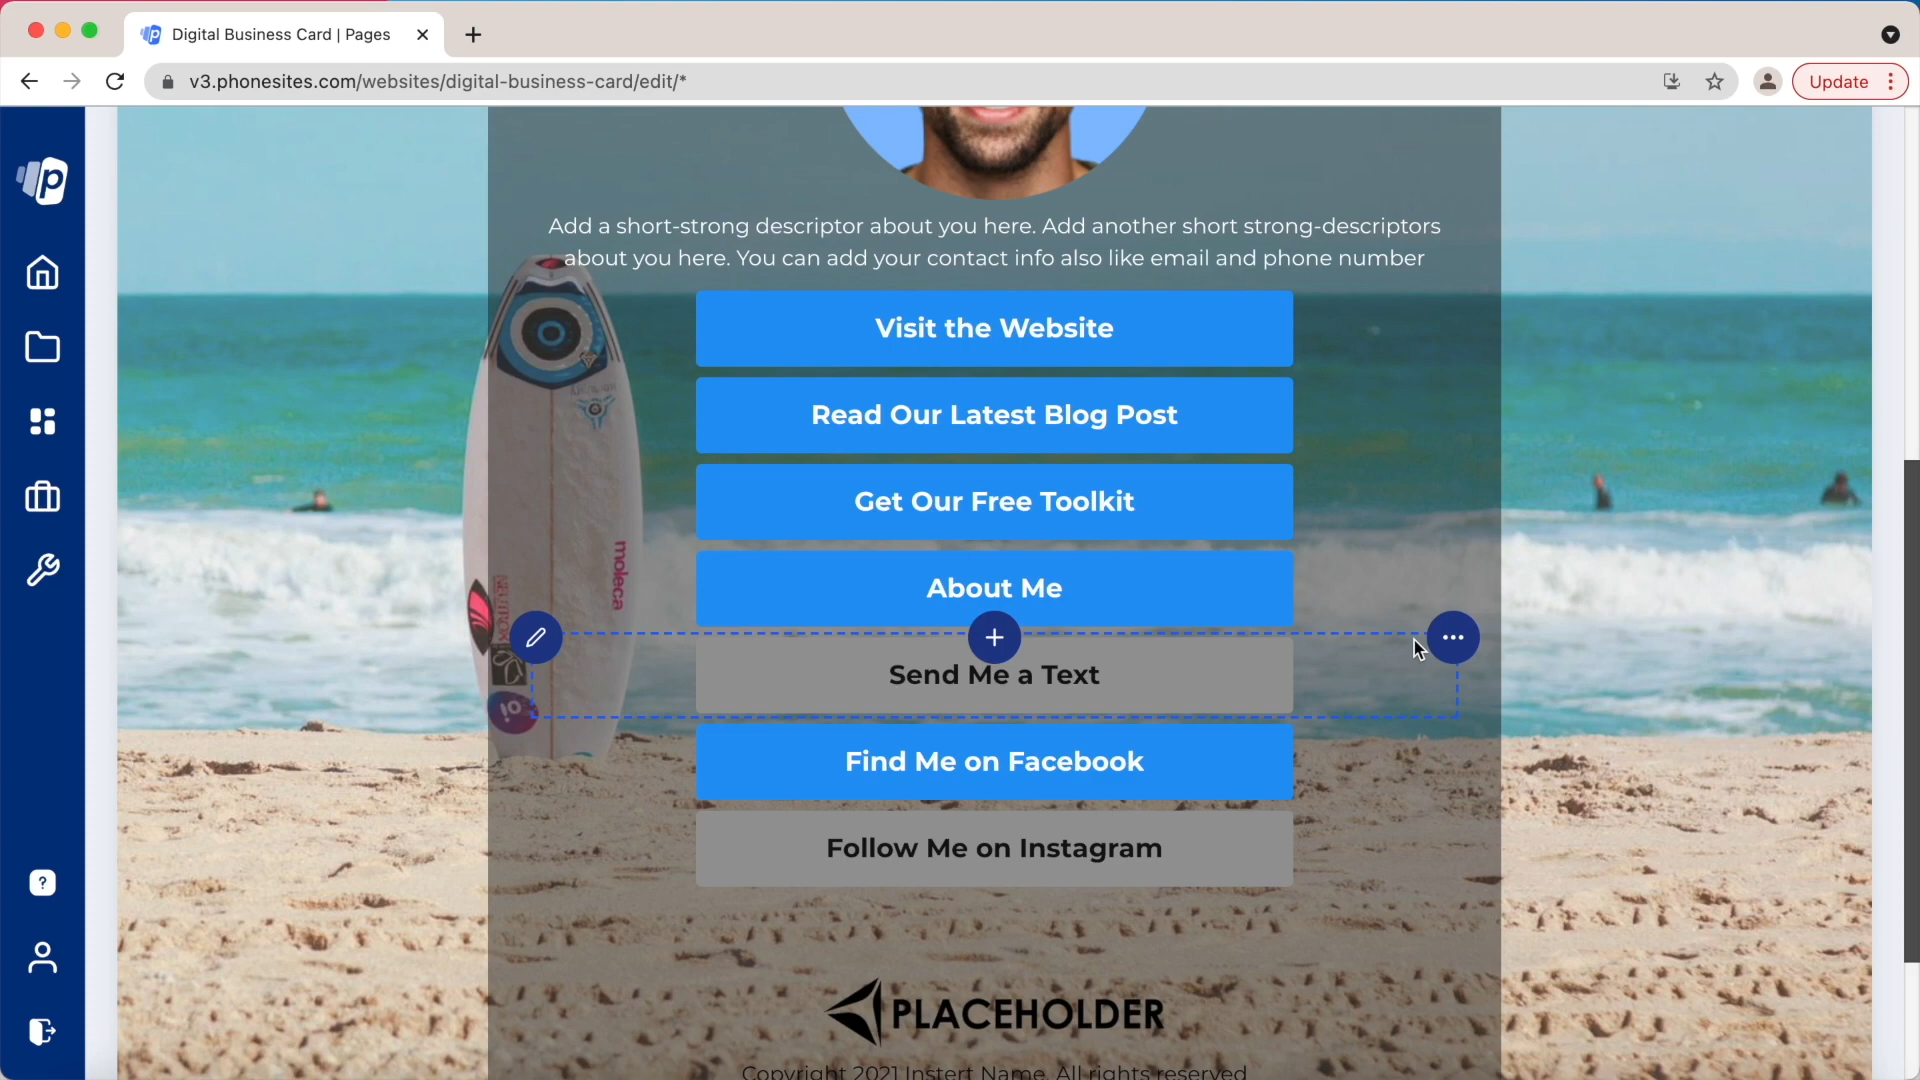 Digital Business Card | Pages
v3.phonesites.com/websites/digital-business-card/edit/*
Update
Add a short-strong descriptor about you here. Add another short strong-descriptors
about you here. You can add your contact info also like email and phone number
Visit the Website
Read Our Latest Blog Post
Get Our Free Toolkit
About Me
Send Me a Text
Find Me on Facebook
Follow Me on Instagram
moleca
PLACEHOLDER
Copyright 2021 Instert Name. All rights reserved